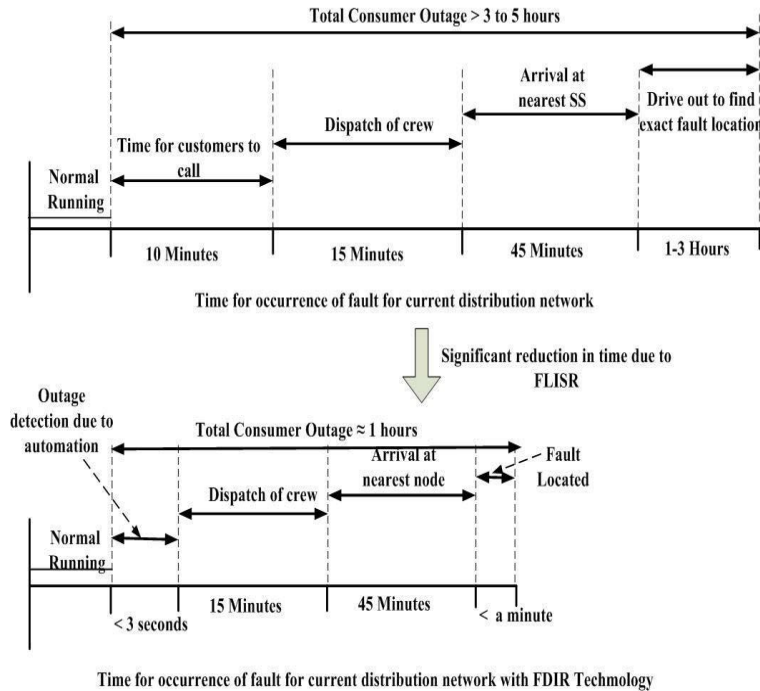 Total Consumer Outage > 3 to 5 hours
Arrival at
nearest SS
Drive out to find
exact fault location
Dispatch of crew
Time for customers to
call
Normal
Running
10 Minutes
15 Minutes
45 Minutes
1-3 Hours
Time for occurrence of fault for current distribution network
Significant reduction in time due to
FLISR
Outage
detection due to
automation
Total Consumer Outage ≈ 1 hours
Arrival at
nearest node
Fault
Located
Dispatch of crew
Normal
Running
< 3 seconds
15 Minutes
45 Minutes
< a minute
Time for occurrence of fault for current distribution network with FDIR Technology